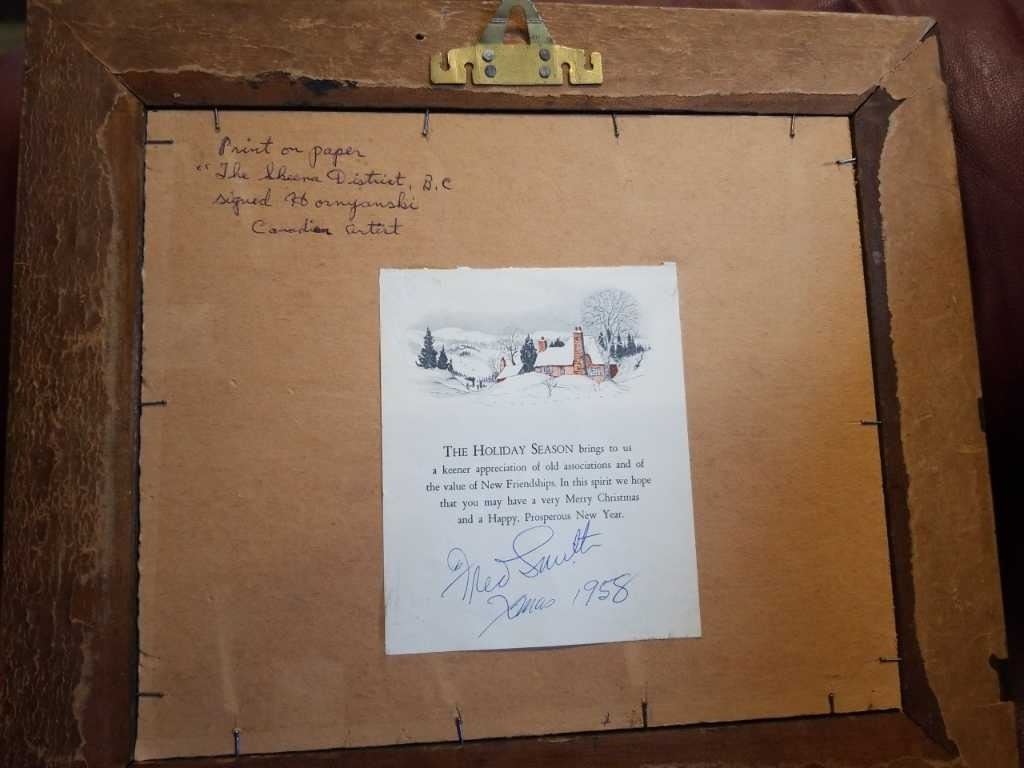 Print on paper
"The Skeena District, B.C
signed Hornyanski
Canadian Artist
THE HOLIDAY SEASON brings to us
a keener appreciation of old associations and of
the value of New Friendships. In this spirit we hope
that you may have a very Merry Christmas
and a Happy, Prosperous New Year.
Fred Smith
Xmas 1958